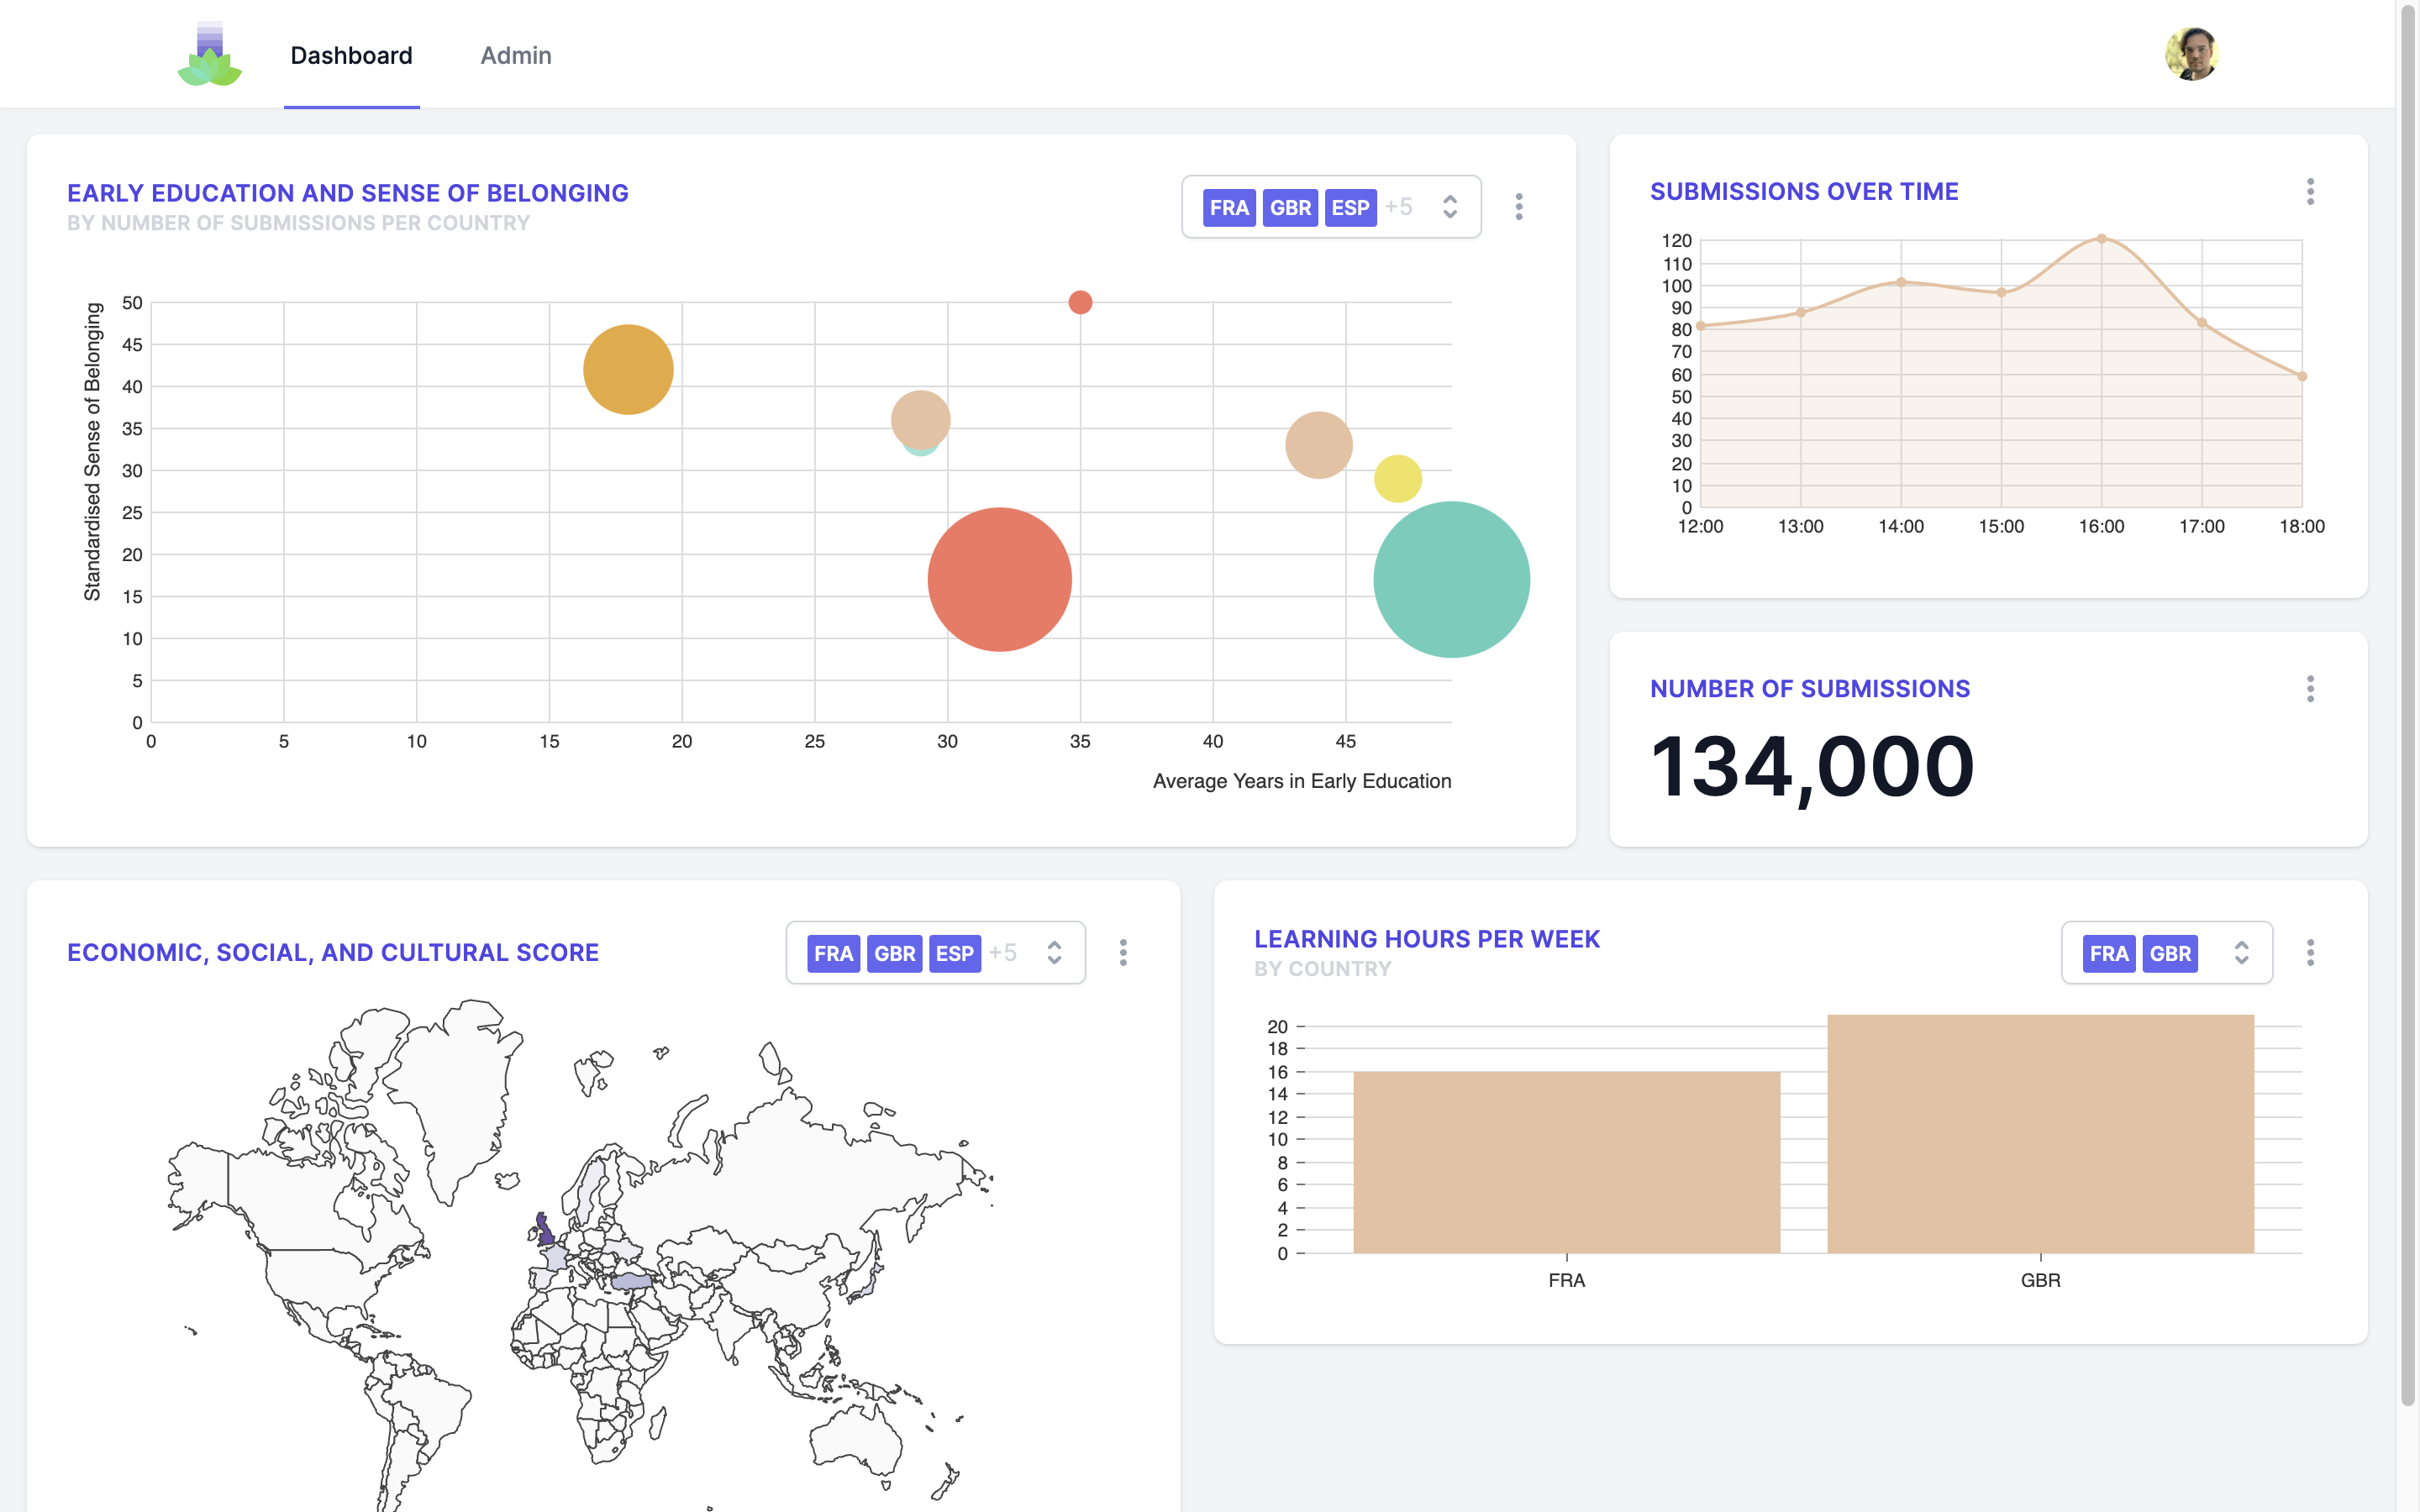 Dashboard
Admin
EARLY EDUCATION AND SENSE OF BELONGING
BY NUMBER OF SUBMISSIONS PER COUNTRY
FRA GBR ESP +5
Standardised Sense of Belonging
50
45
40
35
30
25
20
15
10
5
0
0 5 10 15 20 25 30 35 40 45
Average Years in Early Education
SUBMISSIONS OVER TIME
120
110
100
90
80
70
60
50
40
30
20
10
0
12:00 13:00 14:00 15:00 16:00 17:00 18:00
NUMBER OF SUBMISSIONS
134,000
ECONOMIC, SOCIAL, AND CULTURAL SCORE
FRA GBR ESP +5
LEARNING HOURS PER WEEK
BY COUNTRY
FRA GBR
20
18
16
14
12
10
8
6
4
2
0
FRA GBR